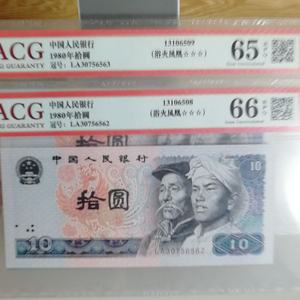 ACG
GUARANTY
中国人民银行
1980年拾圆
冠号: LA30756563
13106509
(浴火凤凰☆☆☆)
65
ACG
GUARANTY
中国人民银行
1980年拾圆
冠号: LA30756562
13106508
(浴火凤凰☆☆☆)
66
中国人民银行
10
拾圆
10
10
LA30756562